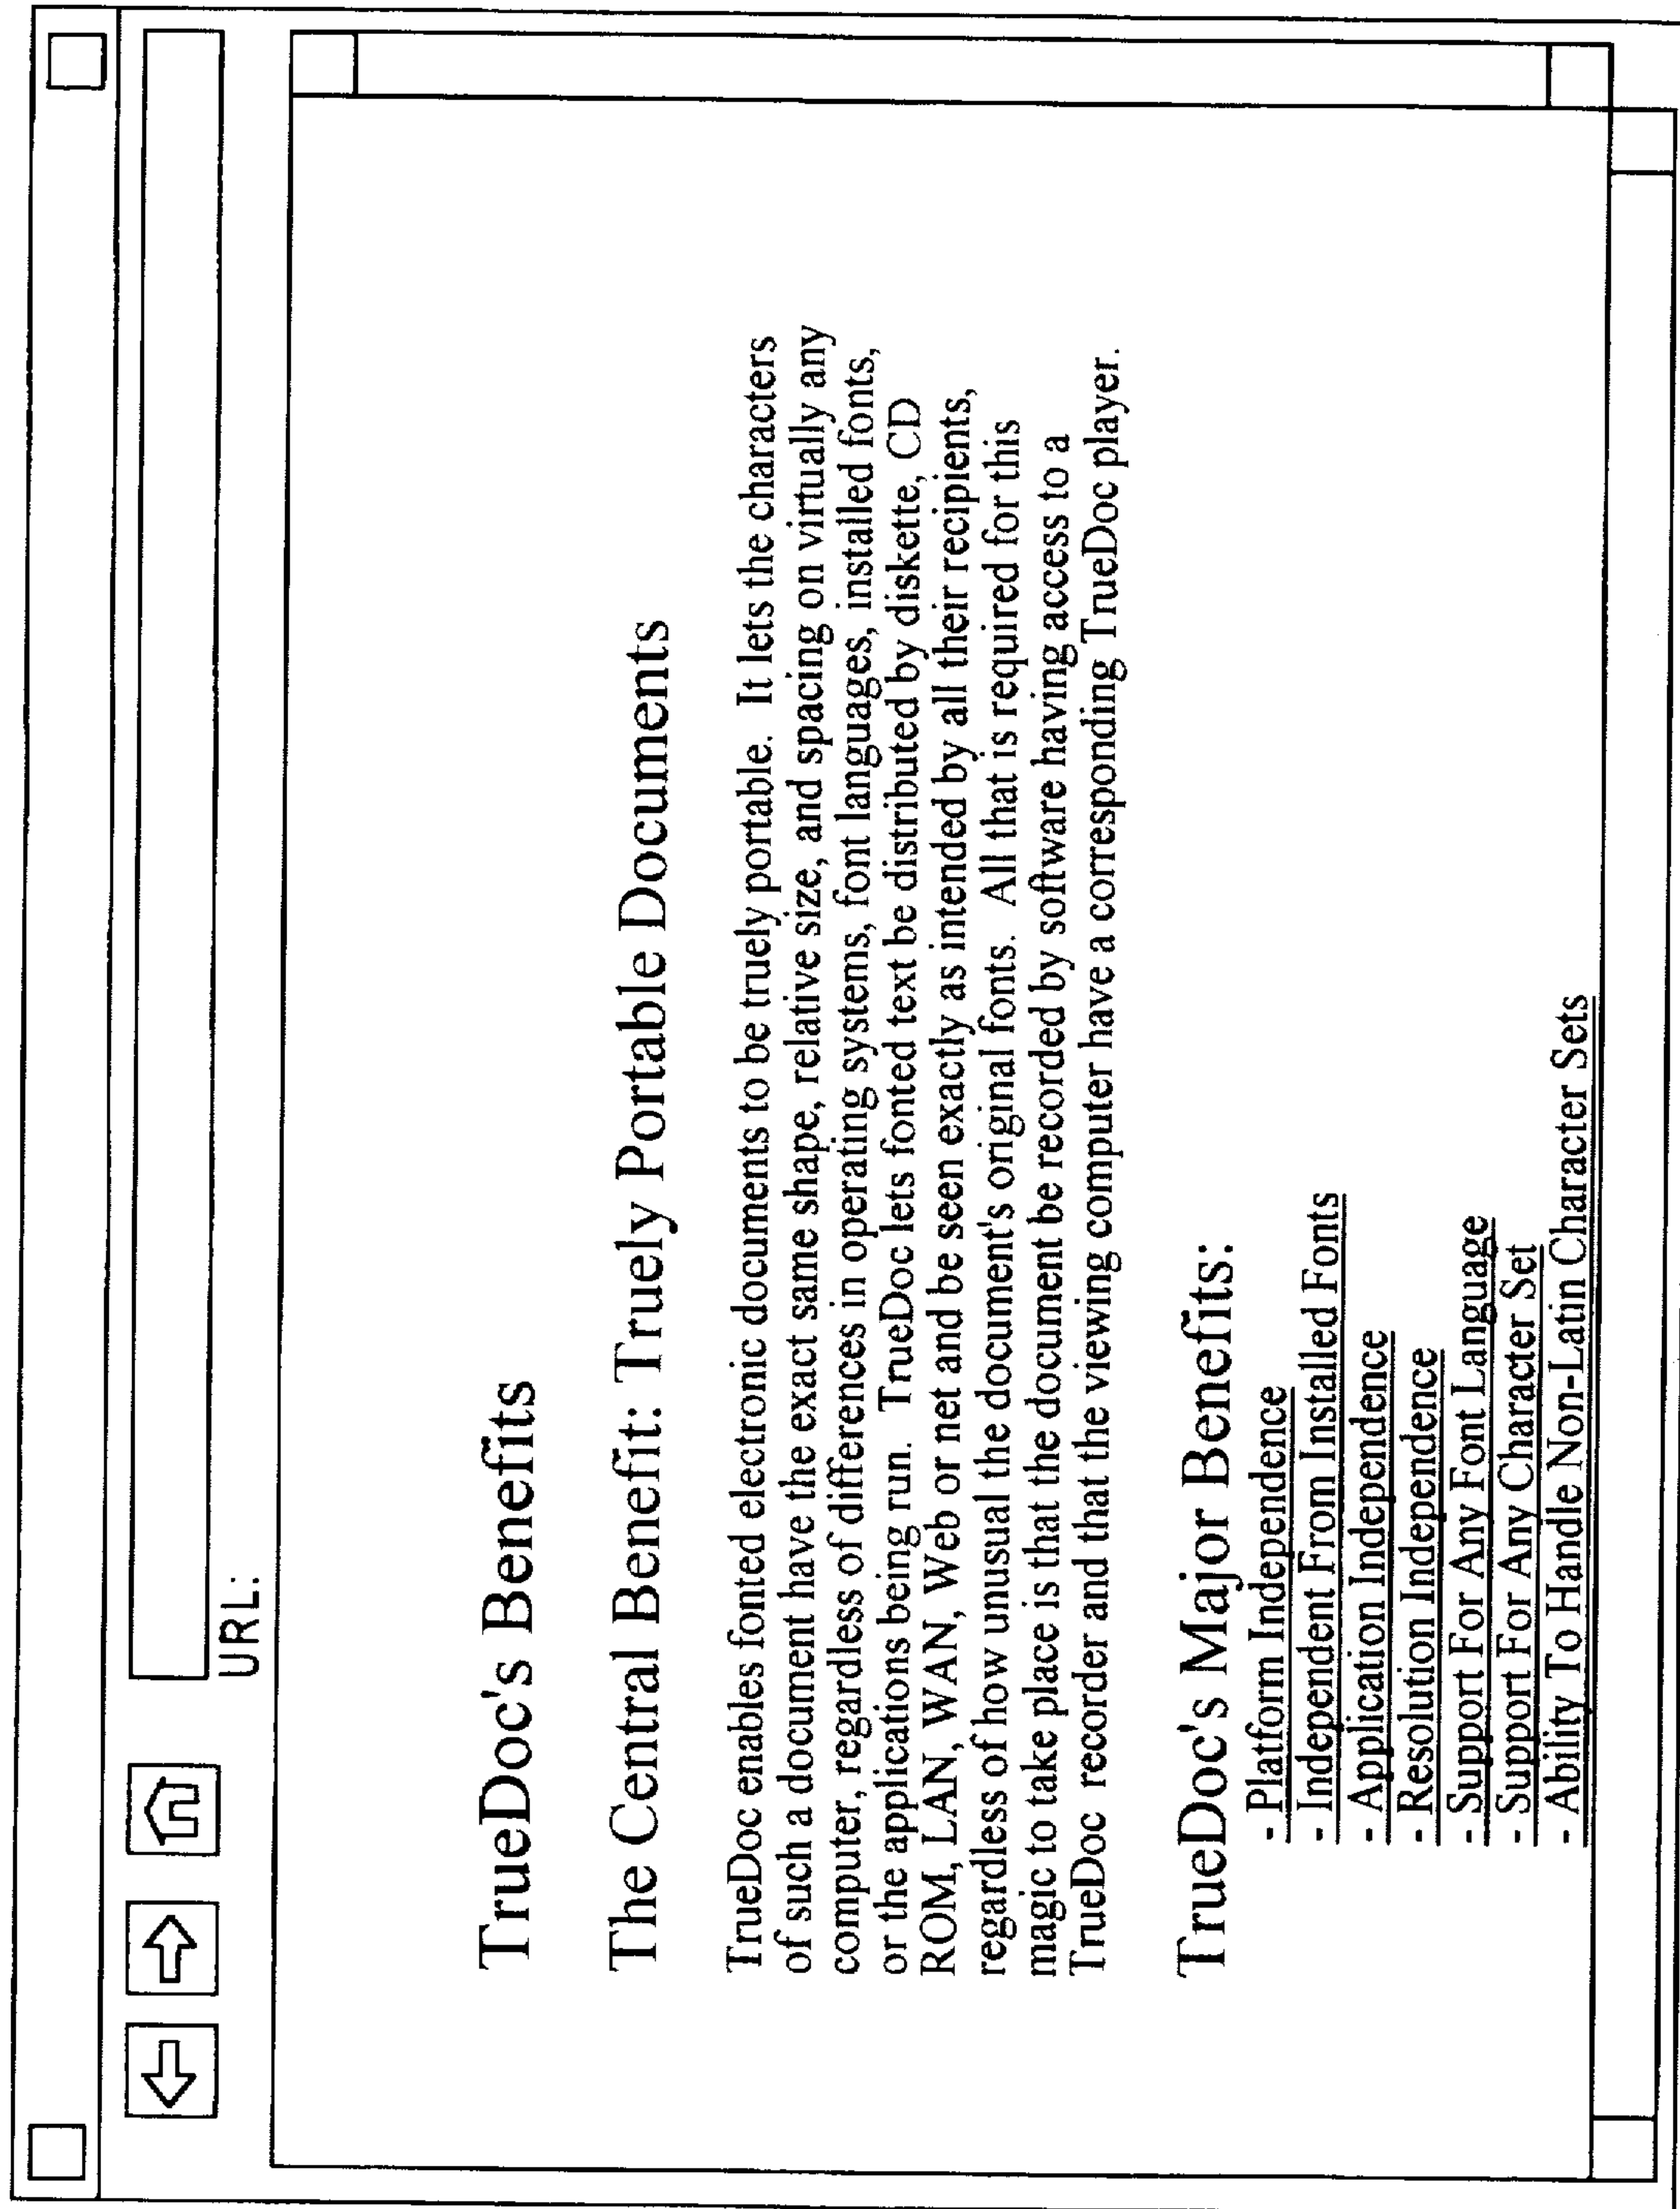 URL:
TrueDoc's Benefits
The Central Benefit: Truely Portable Documents
TrueDoc enables fonted electronic documents to be truely portable. It lets the characters
of such a document have the exact same shape, relative size, and spacing on virtually any
computer, regardless of differences in operating systems, font languages, installed fonts,
or the applications being run. TrueDoc lets fonted text be distributed by diskette, CD
ROM, LAN, WAN, Web or net and be seen exactly as intended by all their recipients,
regardless of how unusual the document's original fonts. All that is required for this
magic to take place is that the document be recorded by software having access to a
TrueDoc recorder and that the viewing computer have a corresponding TrueDoc player.
TrueDoc's Major Benefits:
- Platform Independence
- Independent From Installed Fonts
- Application Independence
- Resolution Independence
- Support For Any Font Language
- Support For Any Character Set
- Ability To Handle Non-Latin Character Sets